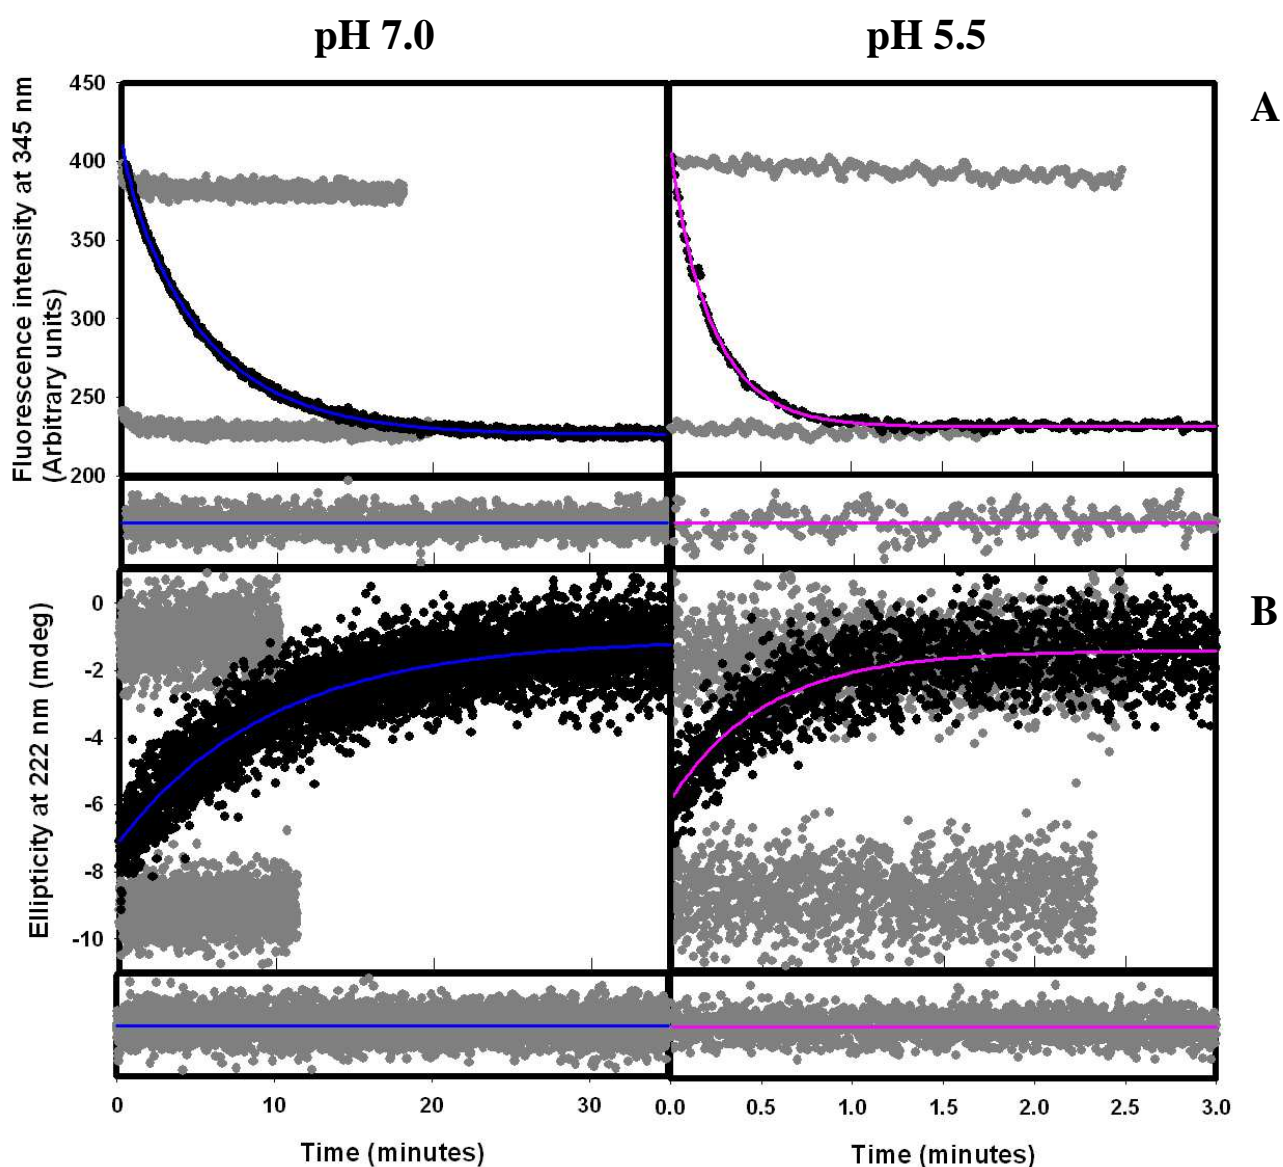 pH 7.0
pH 5.5
A
Fluorescence intensity at 345 nm
(Arbitrary units)
450
400
350
300
250
200
B
Ellipticity at 222 nm (mdeg)
0
-2
-4
-6
-8
-10
0 10 20 30
0.0 0.5 1.0 1.5 2.0 2.5 3.0
Time (minutes)
Time (minutes)